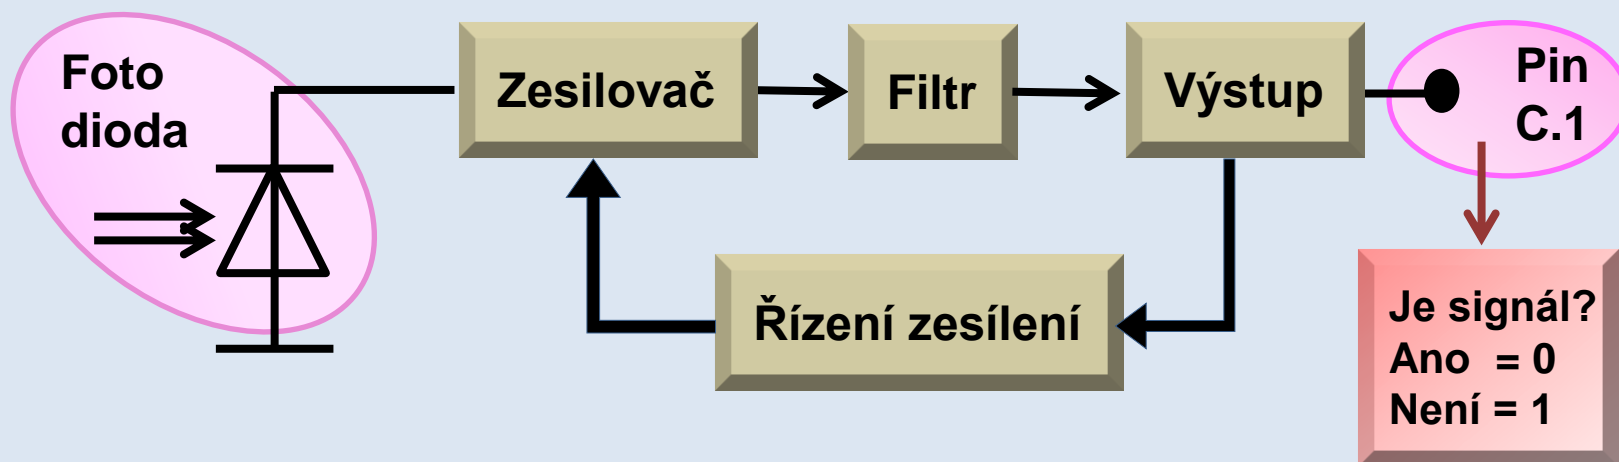 Foto
dioda
Zesilovač
Filtr
Výstup
Pin
C.1
Řízení zesílení
Je signál?
Ano = 0
Není = 1